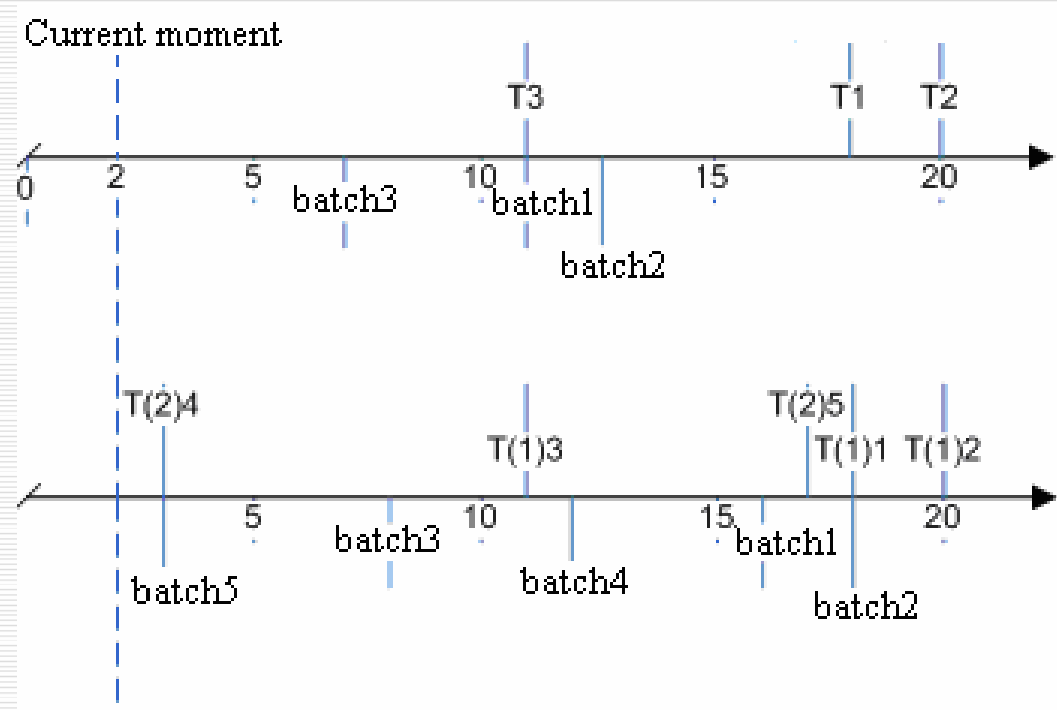 Current moment
T3 T1 T2
0 2 5 10 15 20
batch3 batch1
batch2
T(2)4 T(2)5
T(1)3 T(1)1 T(1)2
5 10 15 20
batch3 batch1
batch5 batch4 batch2